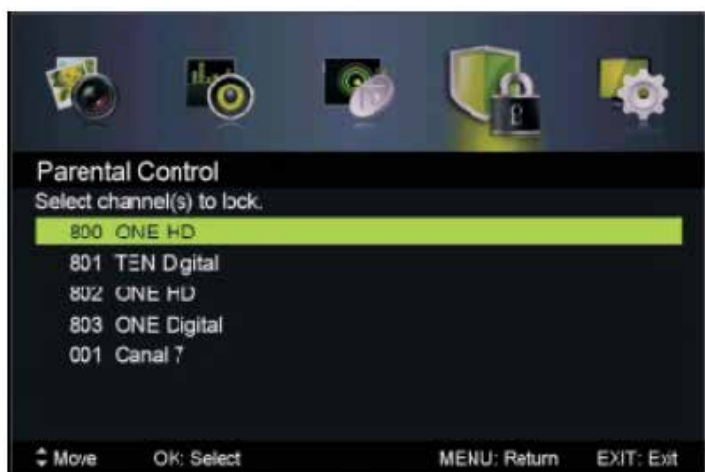 Parental Control
Select channel(s) to lock.
800 ONE HD
801 TEN Digital
802 ONE HD
803 ONE Digital
001 Canal 7
Move OK: Select MENU: Return EXIT: Exit